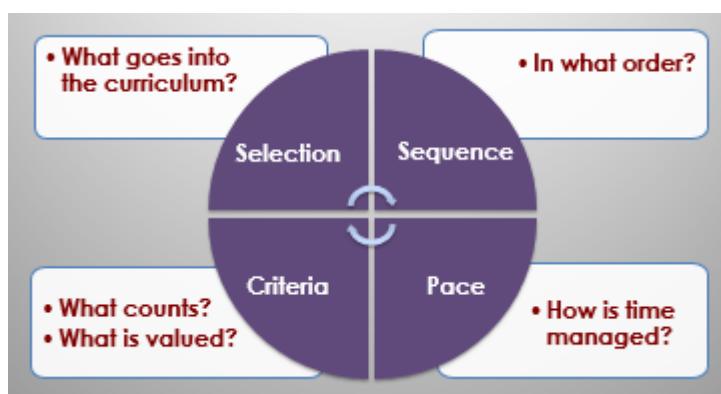 • What goes into
the curriculum?
• In what order?
Selection
Sequence
Criteria
Pace
• What counts?
• What is valued?
• How is time
managed?